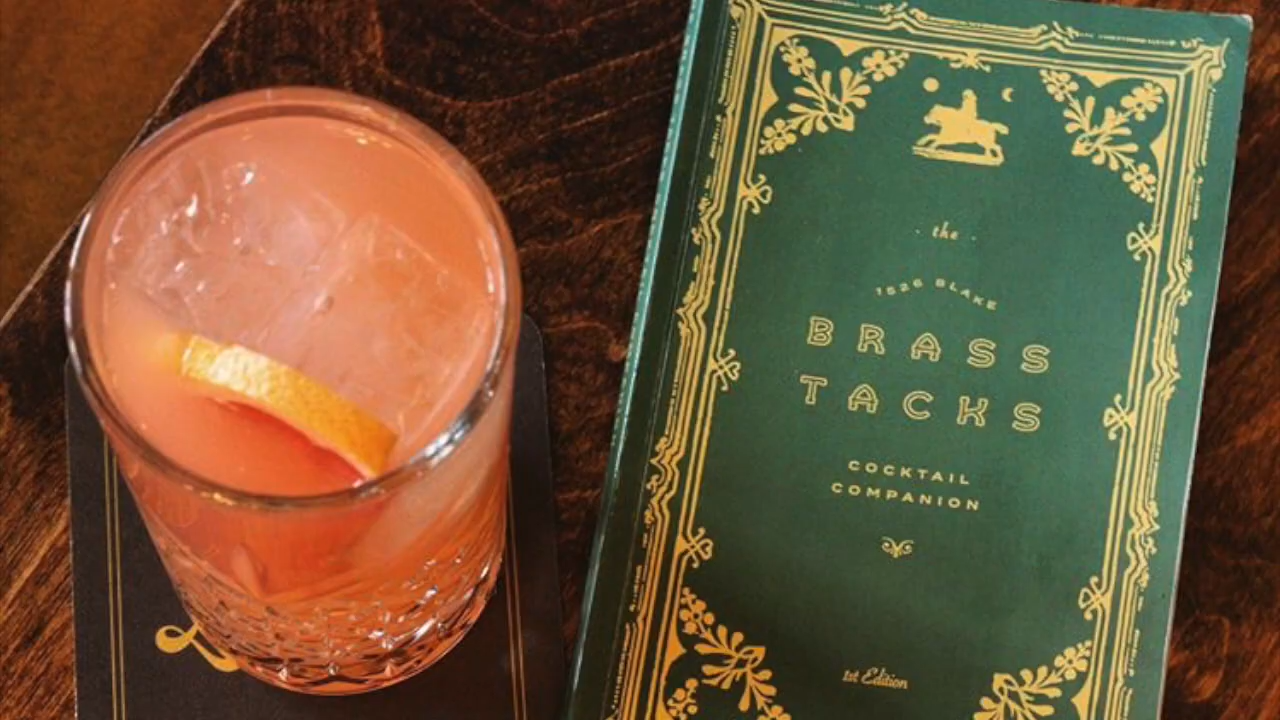 the
1526 BLAKE
BRASS
TACKS
COCKTAIL
COMPANION
1st Edition